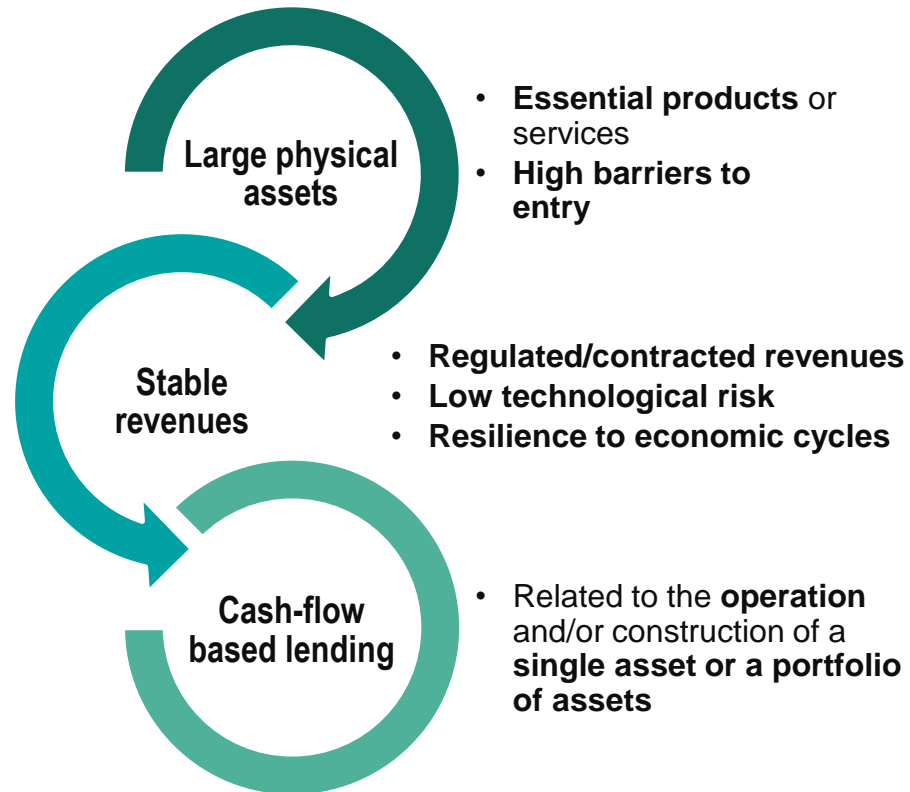 Large physical
assets
• Essential products or
services
• High barriers to
entry
Stable
revenues
• Regulated/contracted revenues
• Low technological risk
• Resilience to economic cycles
Cash-flow
based lending
• Related to the operation
and/or construction of a
single asset or a portfolio
of assets